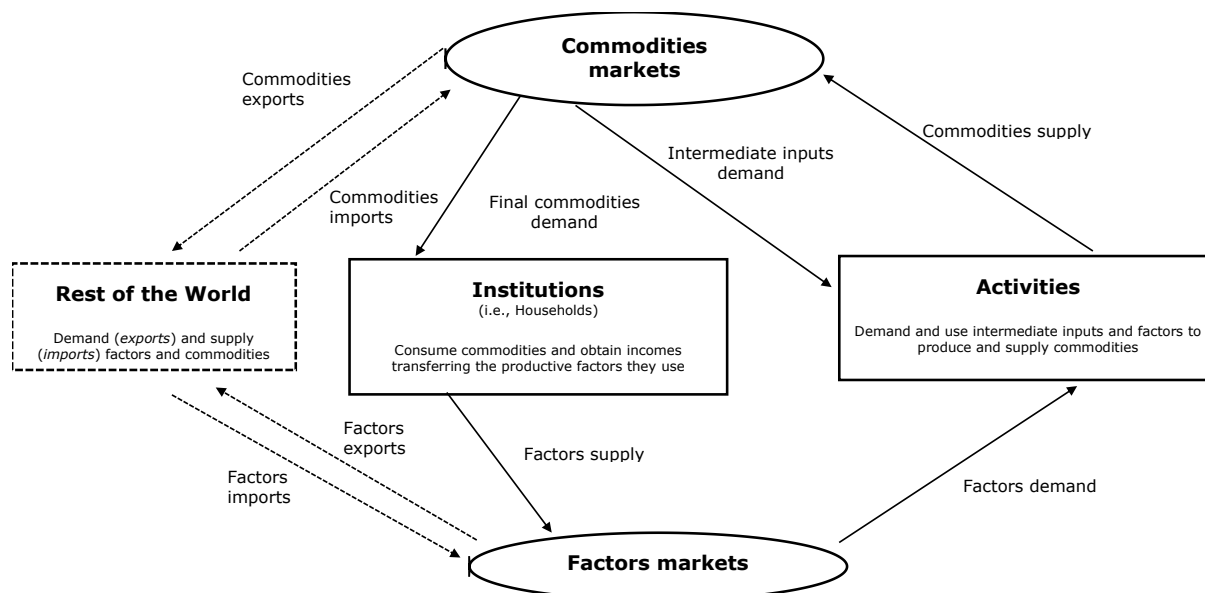 Commodities
markets
Commodities
exports
Commodities supply
Intermediate inputs
demand
Commodities
imports
Final commodities
demand
Rest of the World
Demand (exports) and supply
(imports) factors and commodities
Institutions
(i.e., Households)
Consume commodities and obtain incomes
transferring the productive factors they use
Activities
Demand and use intermediate inputs and factors to
produce and supply commodities
Factors
exports
Factors supply
Factors
imports
Factors demand
Factors markets